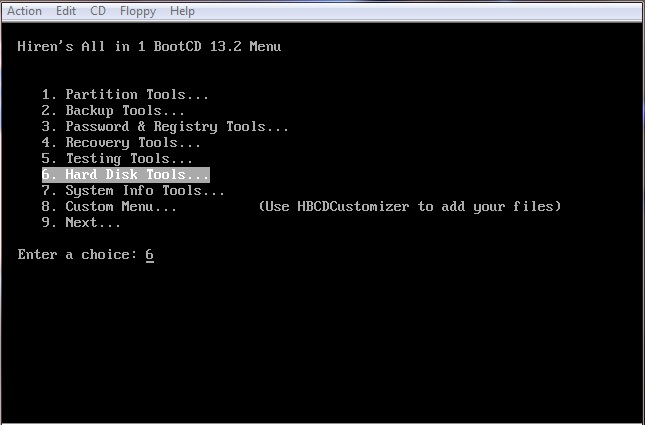 Action Edit CD Floppy Help
Hiren's All in 1 BootCD 13.2 Menu
1. Partition Tools...
2. Backup Tools...
3. Password & Registry Tools...
4. Recovery Tools...
5. Testing Tools...
6. Hard Disk Tools...
7. System Info Tools...
8. Custom Menu... (Use HBCDCustomizer to add your files)
9. Next...
Enter a choice: 6